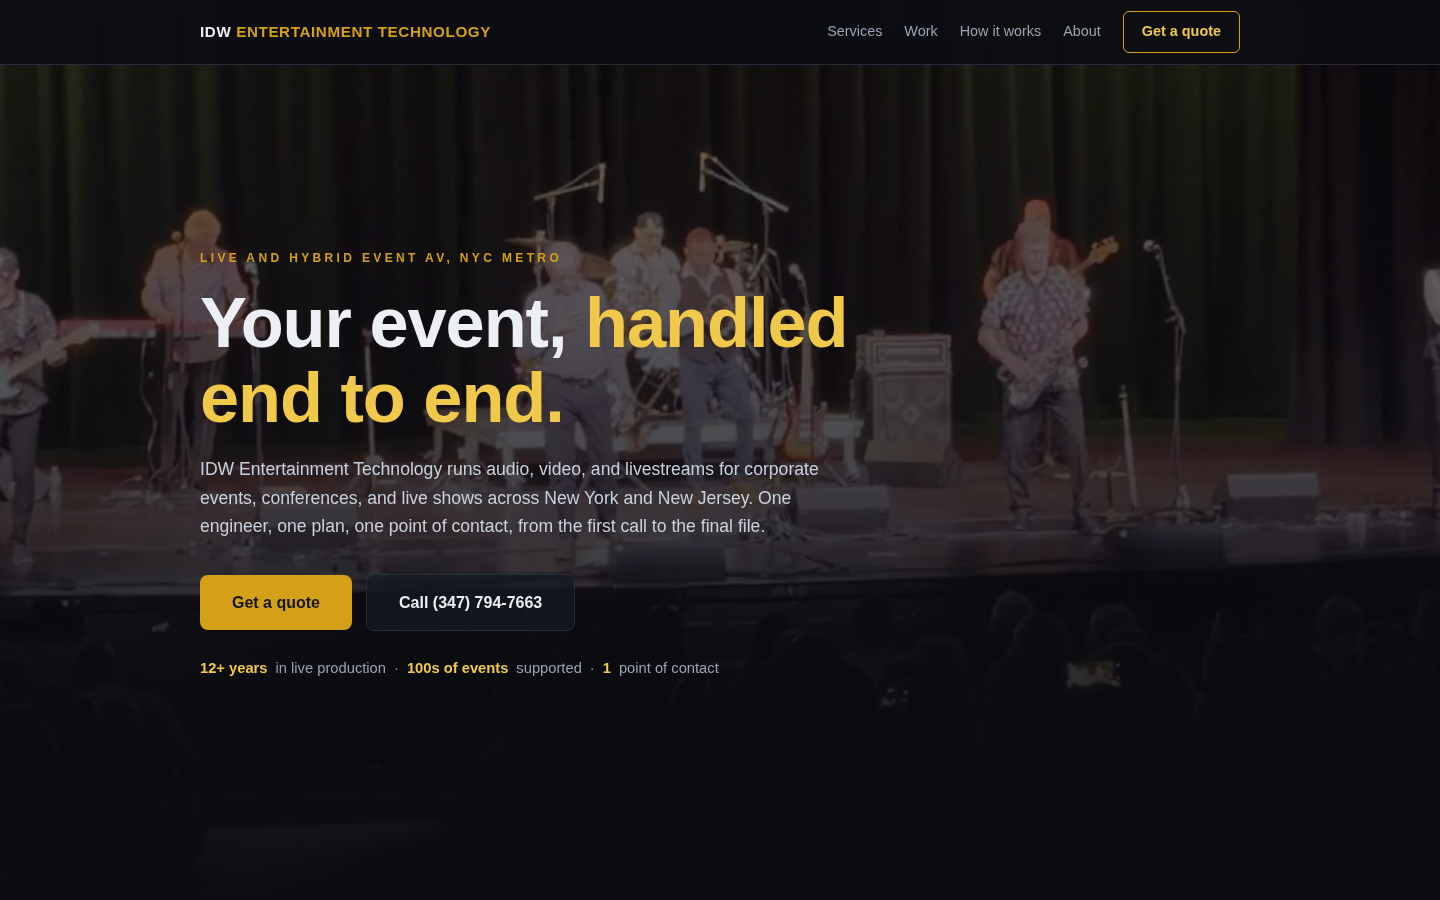 IDW ENTERTAINMENT TECHNOLOGY
Services
Work
How it works
About
Get a quote
LIVE AND HYBRID EVENT AV, NYC METRO
Your event, handled
end to end.
IDW Entertainment Technology runs audio, video, and livestreams for corporate
events, conferences, and live shows across New York and New Jersey. One
engineer, one plan, one point of contact, from the first call to the final file.
Get a quote
Call (347) 794-7663
12+ years in live production · 100s of events supported · 1 point of contact